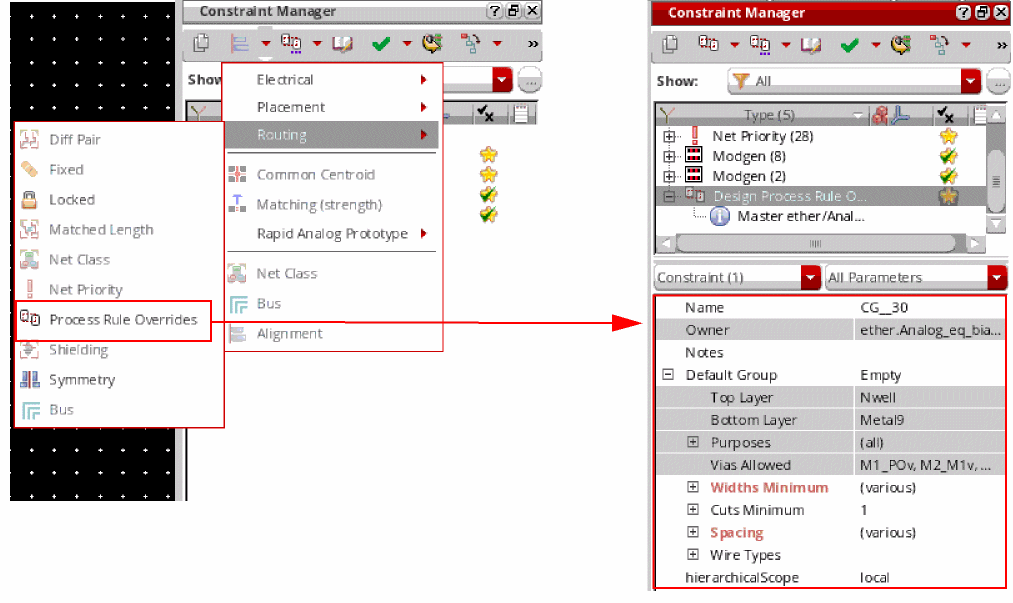 Constraint Manager
Show
Electrical
Placement
Routing
Common Centroid
Matching (strength)
Rapid Analog Prototype
Net Class
Bus
Alignment
Diff Pair
Fixed
Locked
Matched Length
Net Class
Net Priority
Process Rule Overrides
Shielding
Symmetry
Bus
Constraint Manager
Show: All
Type (5)
Net Priority (28)
Modgen (8)
Modgen (2)
Design Process Rule O...
Master ether/Anal...
Constraint (1) All Parameters
Name CG__30
Owner ether.Analog_eq_bia...
Notes
Default Group Empty
Top Layer Nwell
Bottom Layer Metal9
Purposes (all)
Vias Allowed M1_POv, M2_M1v, ...
Widths Minimum (various)
Cuts Minimum 1
Spacing (various)
Wire Types
hierarchicalScope local